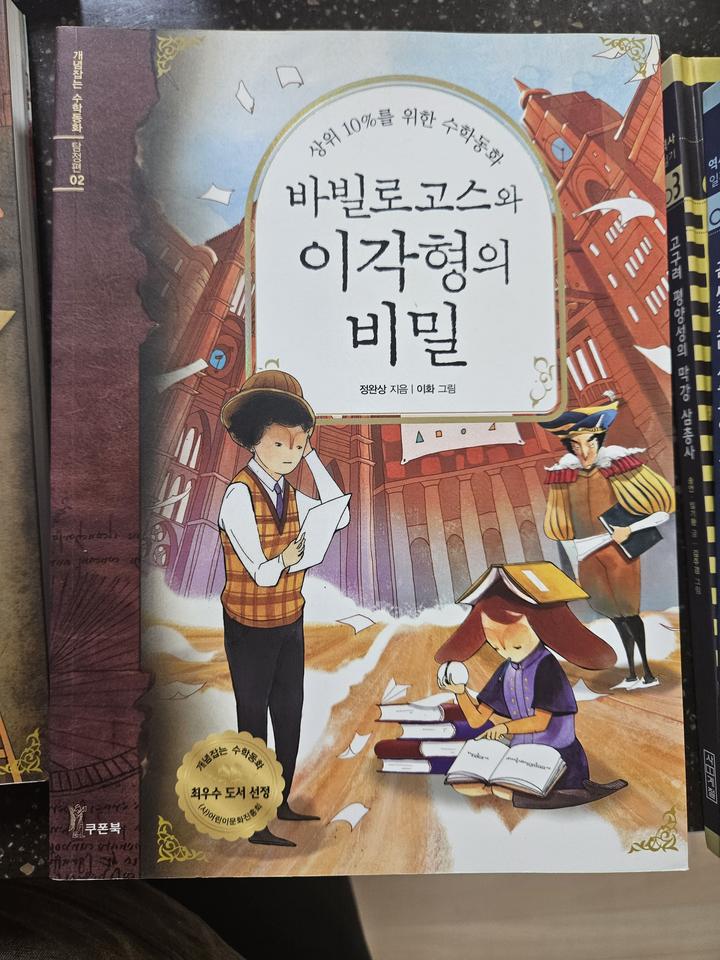 개념잡는 수학동화 탐정편 02
상위 10%를 위한 수학동화
바빌로고스와
이각형의
비밀
정완상 지음 | 이화 그림
개념잡는 수학동화
최우수 도서 선정
(사)어린이문화진흥회
쿠폰북
03
고구려 평양성의 막강 삼총사